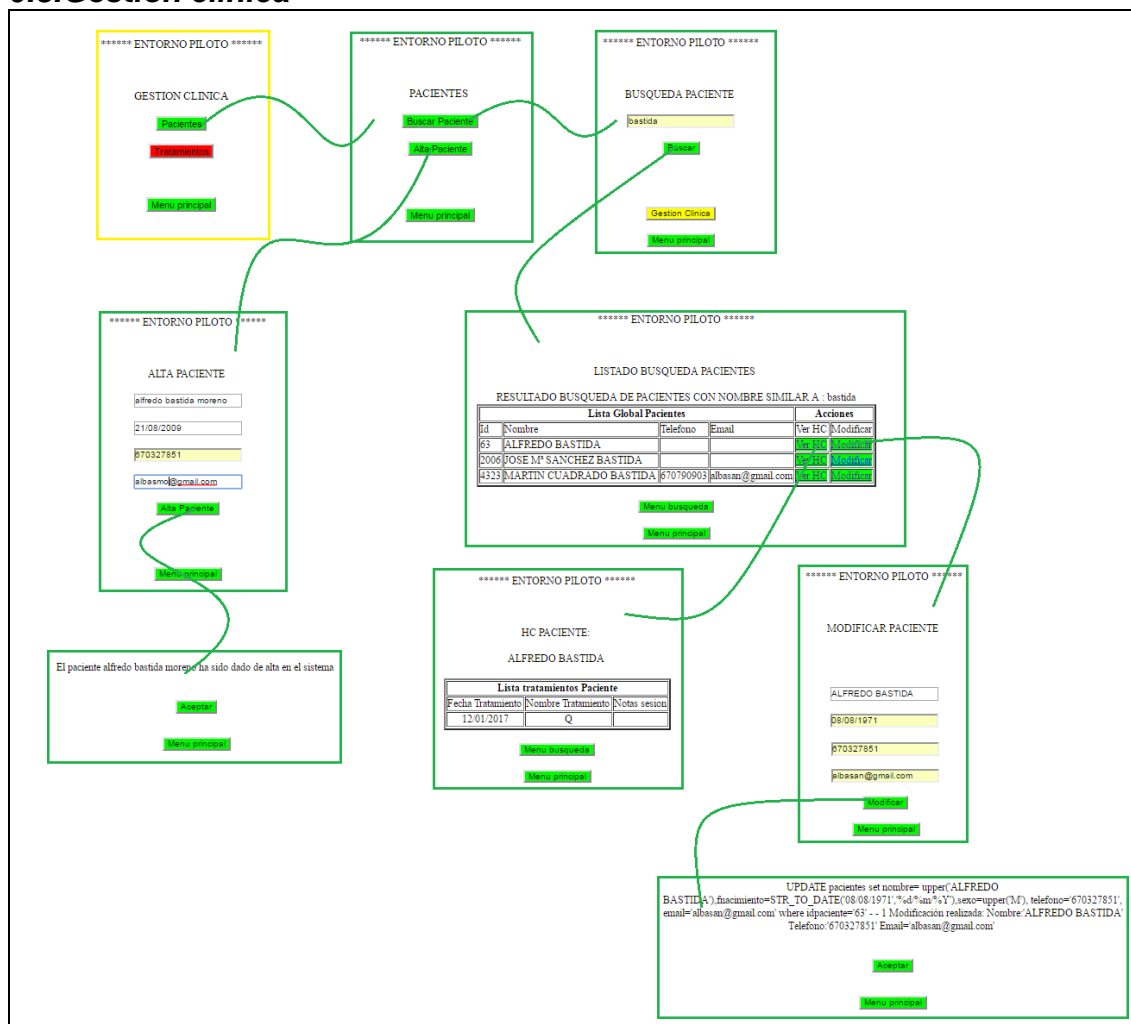 ****** ENTORNO PILOTO ******
GESTION CLINICA
Pacientes
Tratamientos
Menu principal
****** ENTORNO PILOTO ******
PACIENTES
Buscar Paciente
Alta Paciente
Menu principal
****** ENTORNO PILOTO ******
BUSQUEDA PACIENTE
bastida
Buscar
Gestion Clinica
Menu principal
****** ENTORNO PILOTO ******
ALTA PACIENTE
alfredo bastida moreno
21/08/2009
670327851
albasmo@gmail.com
Alta Paciente
Menu principal
****** ENTORNO PILOTO ******
LISTADO BUSQUEDA PACIENTES
RESULTADO BUSQUEDA DE PACIENTES CON NOMBRE SIMILAR A : bastida
Lista Global Pacientes Acciones
Id Nombre Telefono Email Ver HC Modificar
63 ALFREDO BASTIDA Ver HC Modificar
2006 JOSE Mª SANCHEZ BASTIDA Ver HC Modificar
4323 MARTIN CUADRADO BASTIDA 670790903 albasan@gmail.com Ver HC Modificar
Menu busqueda
Menu principal
El paciente alfredo bastida moreno ha sido dado de alta en el sistema
Aceptar
Menu principal
****** ENTORNO PILOTO ******
HC PACIENTE:
ALFREDO BASTIDA
Lista tratamientos Paciente
Fecha Tratamiento Nombre Tratamiento Notas sesion
12/01/2017 Q
Menu busqueda
Menu principal
****** ENTORNO PILOTO ******
MODIFICAR PACIENTE
ALFREDO BASTIDA
08/08/1971
670327851
albasan@gmail.com
Modificar
Menu principal
UPDATE pacientes set nombre= upper('ALFREDO
BASTIDA'),fnacimiento=STR_TO_DATE('08/08/1971','%d/%m/%Y'),sexo=upper('M'), telefono='670327851',
email='albasan@gmail.com' where idpaciente='63' - - 1 Modificación realizada: Nombre:'ALFREDO BASTIDA'
Telefono:'670327851' Email='albasan@gmail.com'
Aceptar
Menu principal